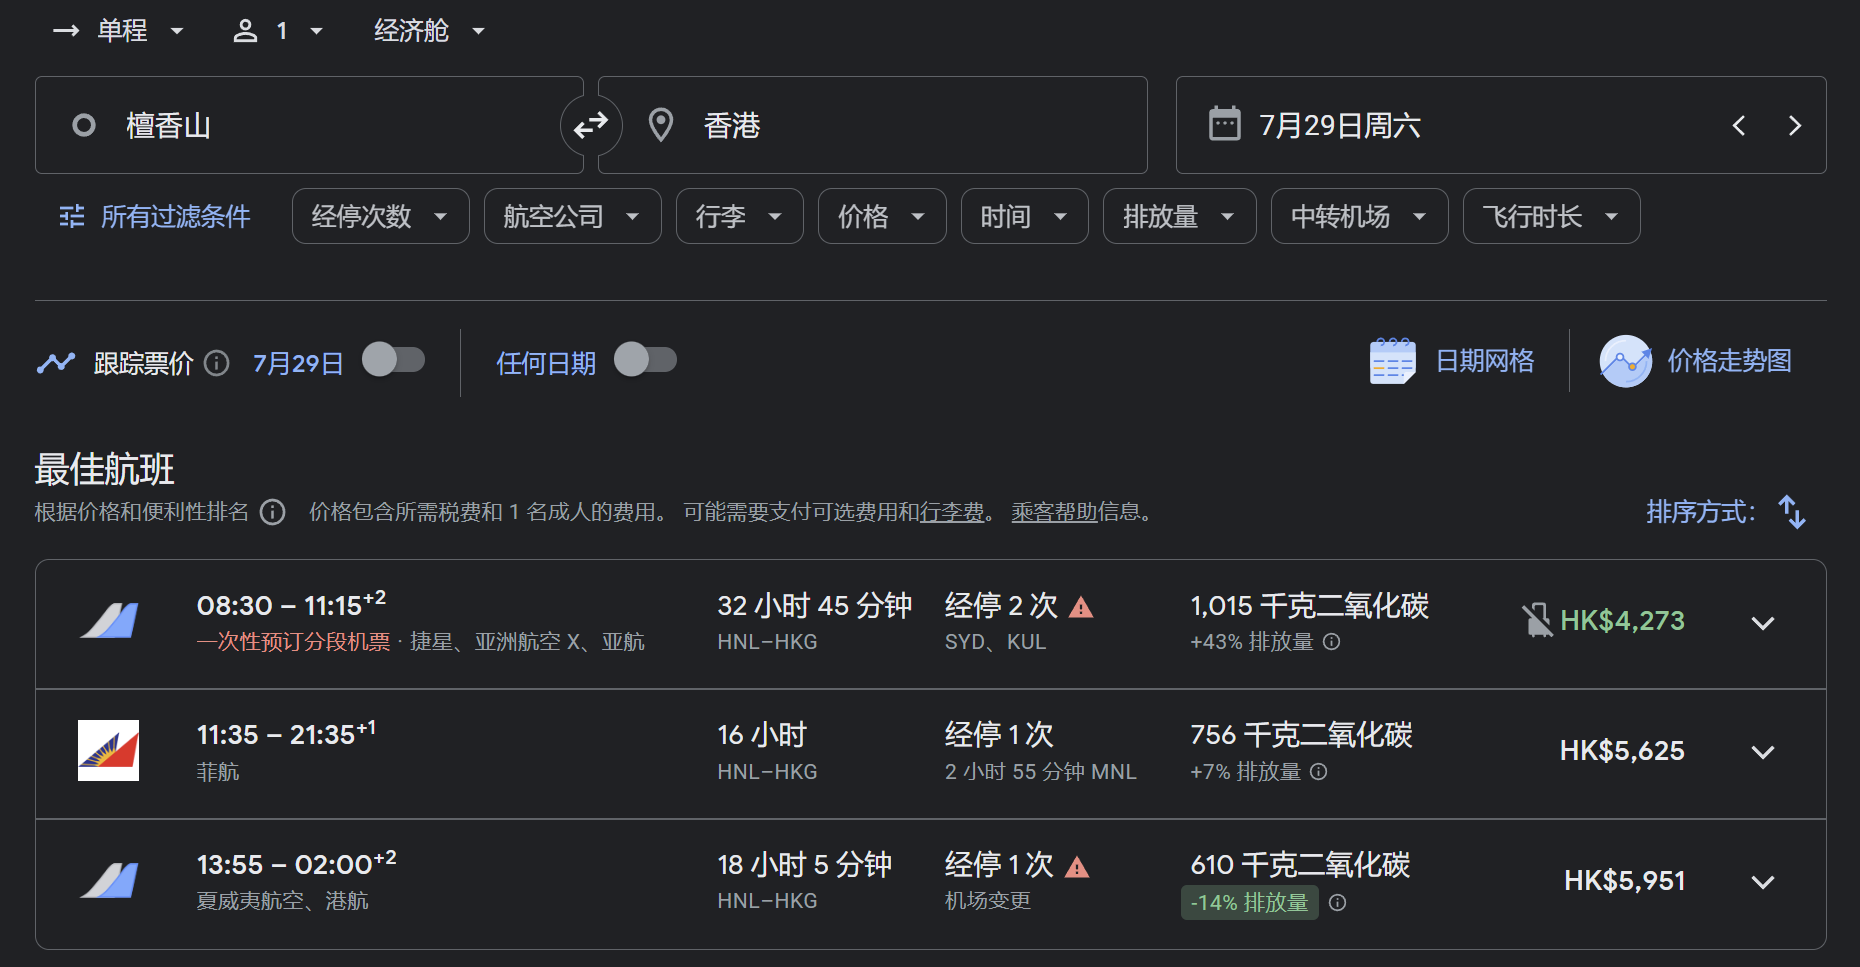 单程 1 经济舱
檀香山 香港 7月29日周六
所有过滤条件 经停次数 航空公司 行李 价格 时间 排放量 中转机场 飞行时长
跟踪票价 7月29日 任何日期 日期网格 价格走势图
最佳航班
根据价格和便利性排名 价格包含所需税费和 1 名成人的费用。 可能需要支付可选费用和行李费。 乘客帮助信息。 排序方式:
08:30 – 11:15+2 32 小时 45 分钟 经停 2 次 1,015 千克二氧化碳 HK$4,273
一次性预订分段机票 · 捷星、亚洲航空 X、亚航 HNL–HKG SYD、KUL +43% 排放量
11:35 – 21:35+1 16 小时 经停 1 次 756 千克二氧化碳 HK$5,625
菲航 HNL–HKG 2 小时 55 分钟 MNL +7% 排放量
13:55 – 02:00+2 18 小时 5 分钟 经停 1 次 610 千克二氧化碳 HK$5,951
夏威夷航空、港航 HNL–HKG 机场变更 -14% 排放量